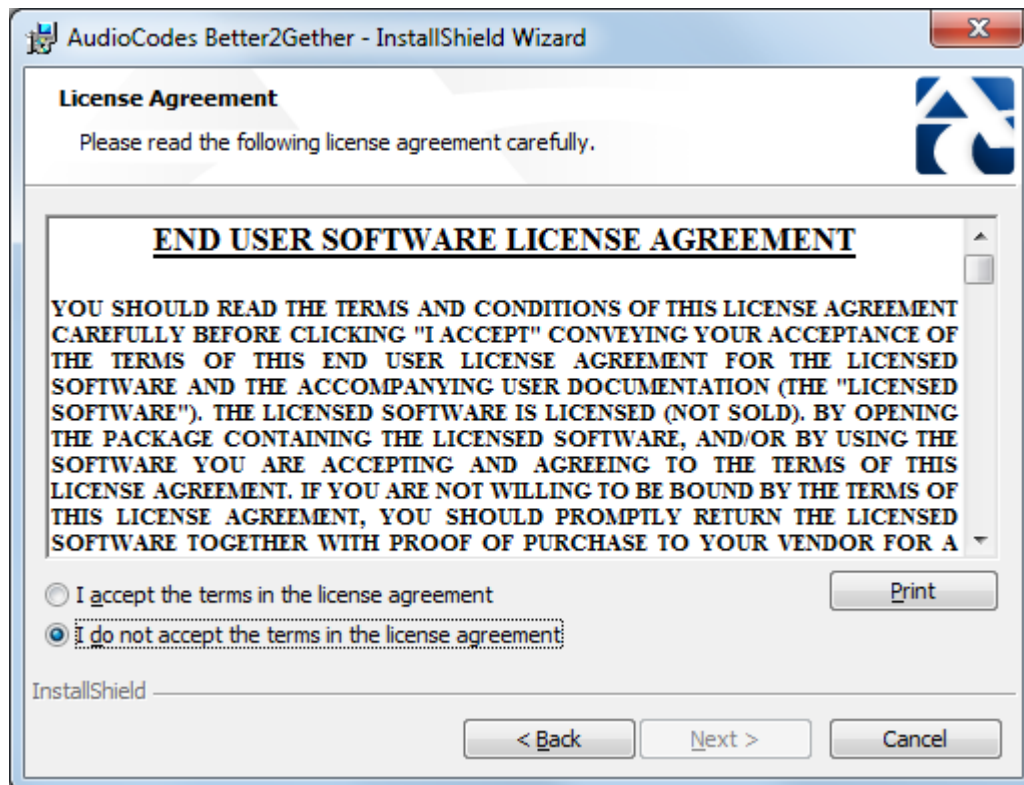 AudioCodes Better2Gether - InstallShield Wizard
License Agreement
Please read the following license agreement carefully.
END USER SOFTWARE LICENSE AGREEMENT
YOU SHOULD READ THE TERMS AND CONDITIONS OF THIS LICENSE AGREEMENT
CAREFULLY BEFORE CLICKING "I ACCEPT" CONVEYING YOUR ACCEPTANCE OF
THE TERMS OF THIS END USER LICENSE AGREEMENT FOR THE LICENSED
SOFTWARE AND THE ACCOMPANYING USER DOCUMENTATION (THE "LICENSED
SOFTWARE"). THE LICENSED SOFTWARE IS LICENSED (NOT SOLD). BY OPENING
THE PACKAGE CONTAINING THE LICENSED SOFTWARE, AND/OR BY USING THE
SOFTWARE YOU ARE ACCEPTING AND AGREEING TO THE TERMS OF THIS
LICENSE AGREEMENT. IF YOU ARE NOT WILLING TO BE BOUND BY THE TERMS OF
THIS LICENSE AGREEMENT, YOU SHOULD PROMPTLY RETURN THE LICENSED
SOFTWARE TOGETHER WITH PROOF OF PURCHASE TO YOUR VENDOR FOR A
I accept the terms in the license agreement
Print
I do not accept the terms in the license agreement
InstallShield
< Back
Next >
Cancel